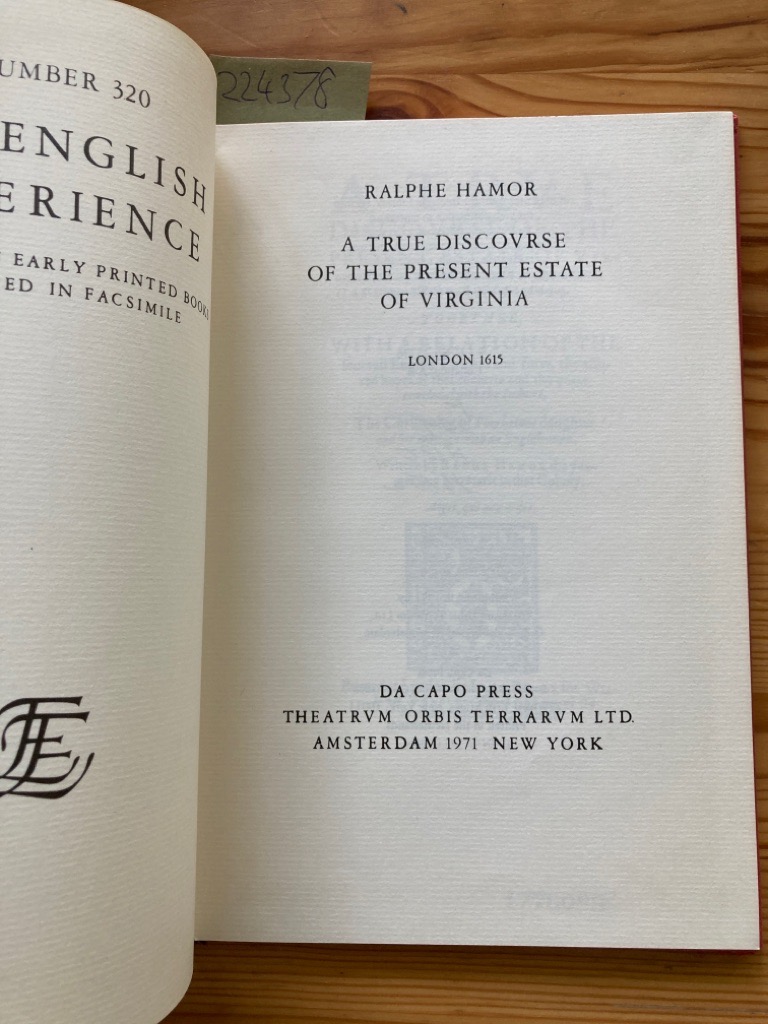 UMBER 320
ENGLISH
ERIENCE
EARLY PRINTED BOOKS
ED IN FACSIMILE
224378
RALPHE HAMOR
A TRUE DISCOVRSE
OF THE PRESENT ESTATE
OF VIRGINIA
LONDON 1615
DA CAPO PRESS
THEATRVM ORBIS TERRARVM LTD.
AMSTERDAM 1971 NEW YORK